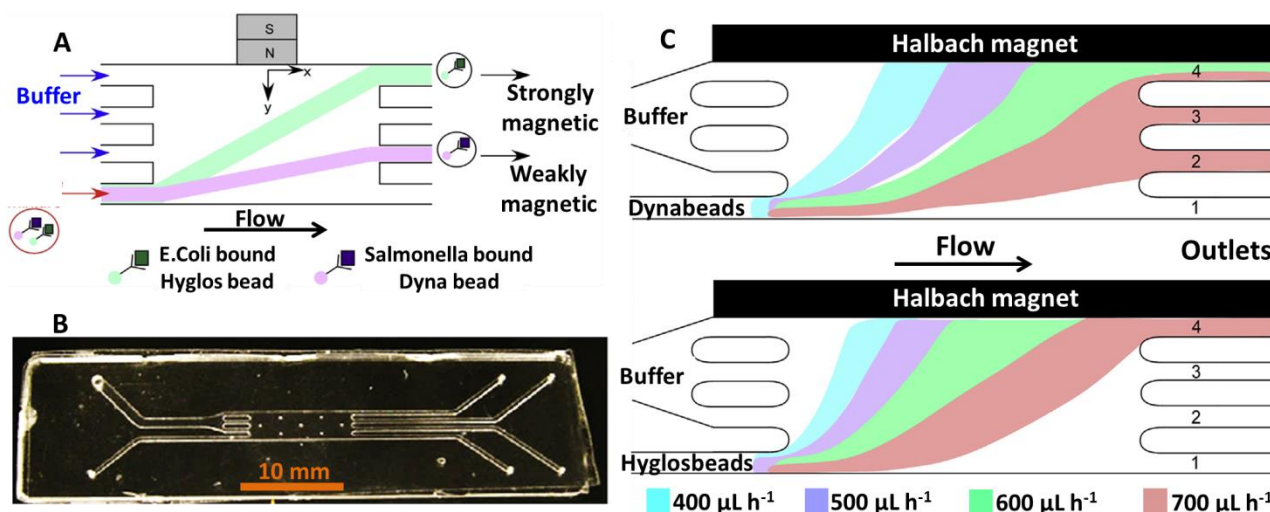 A
S
N
x
y
Buffer
Strongly
magnetic
Weakly
magnetic
Flow
E.Coli bound
Hyglos bead
Salmonella bound
Dyna bead
B
10 mm
C
Halbach magnet
Buffer
4
3
2
Dynabeads
1
Flow
Outlets
Halbach magnet
Buffer
4
3
2
Hyglosbeads
1
400 µL h⁻¹
500 µL h⁻¹
600 µL h⁻¹
700 µL h⁻¹